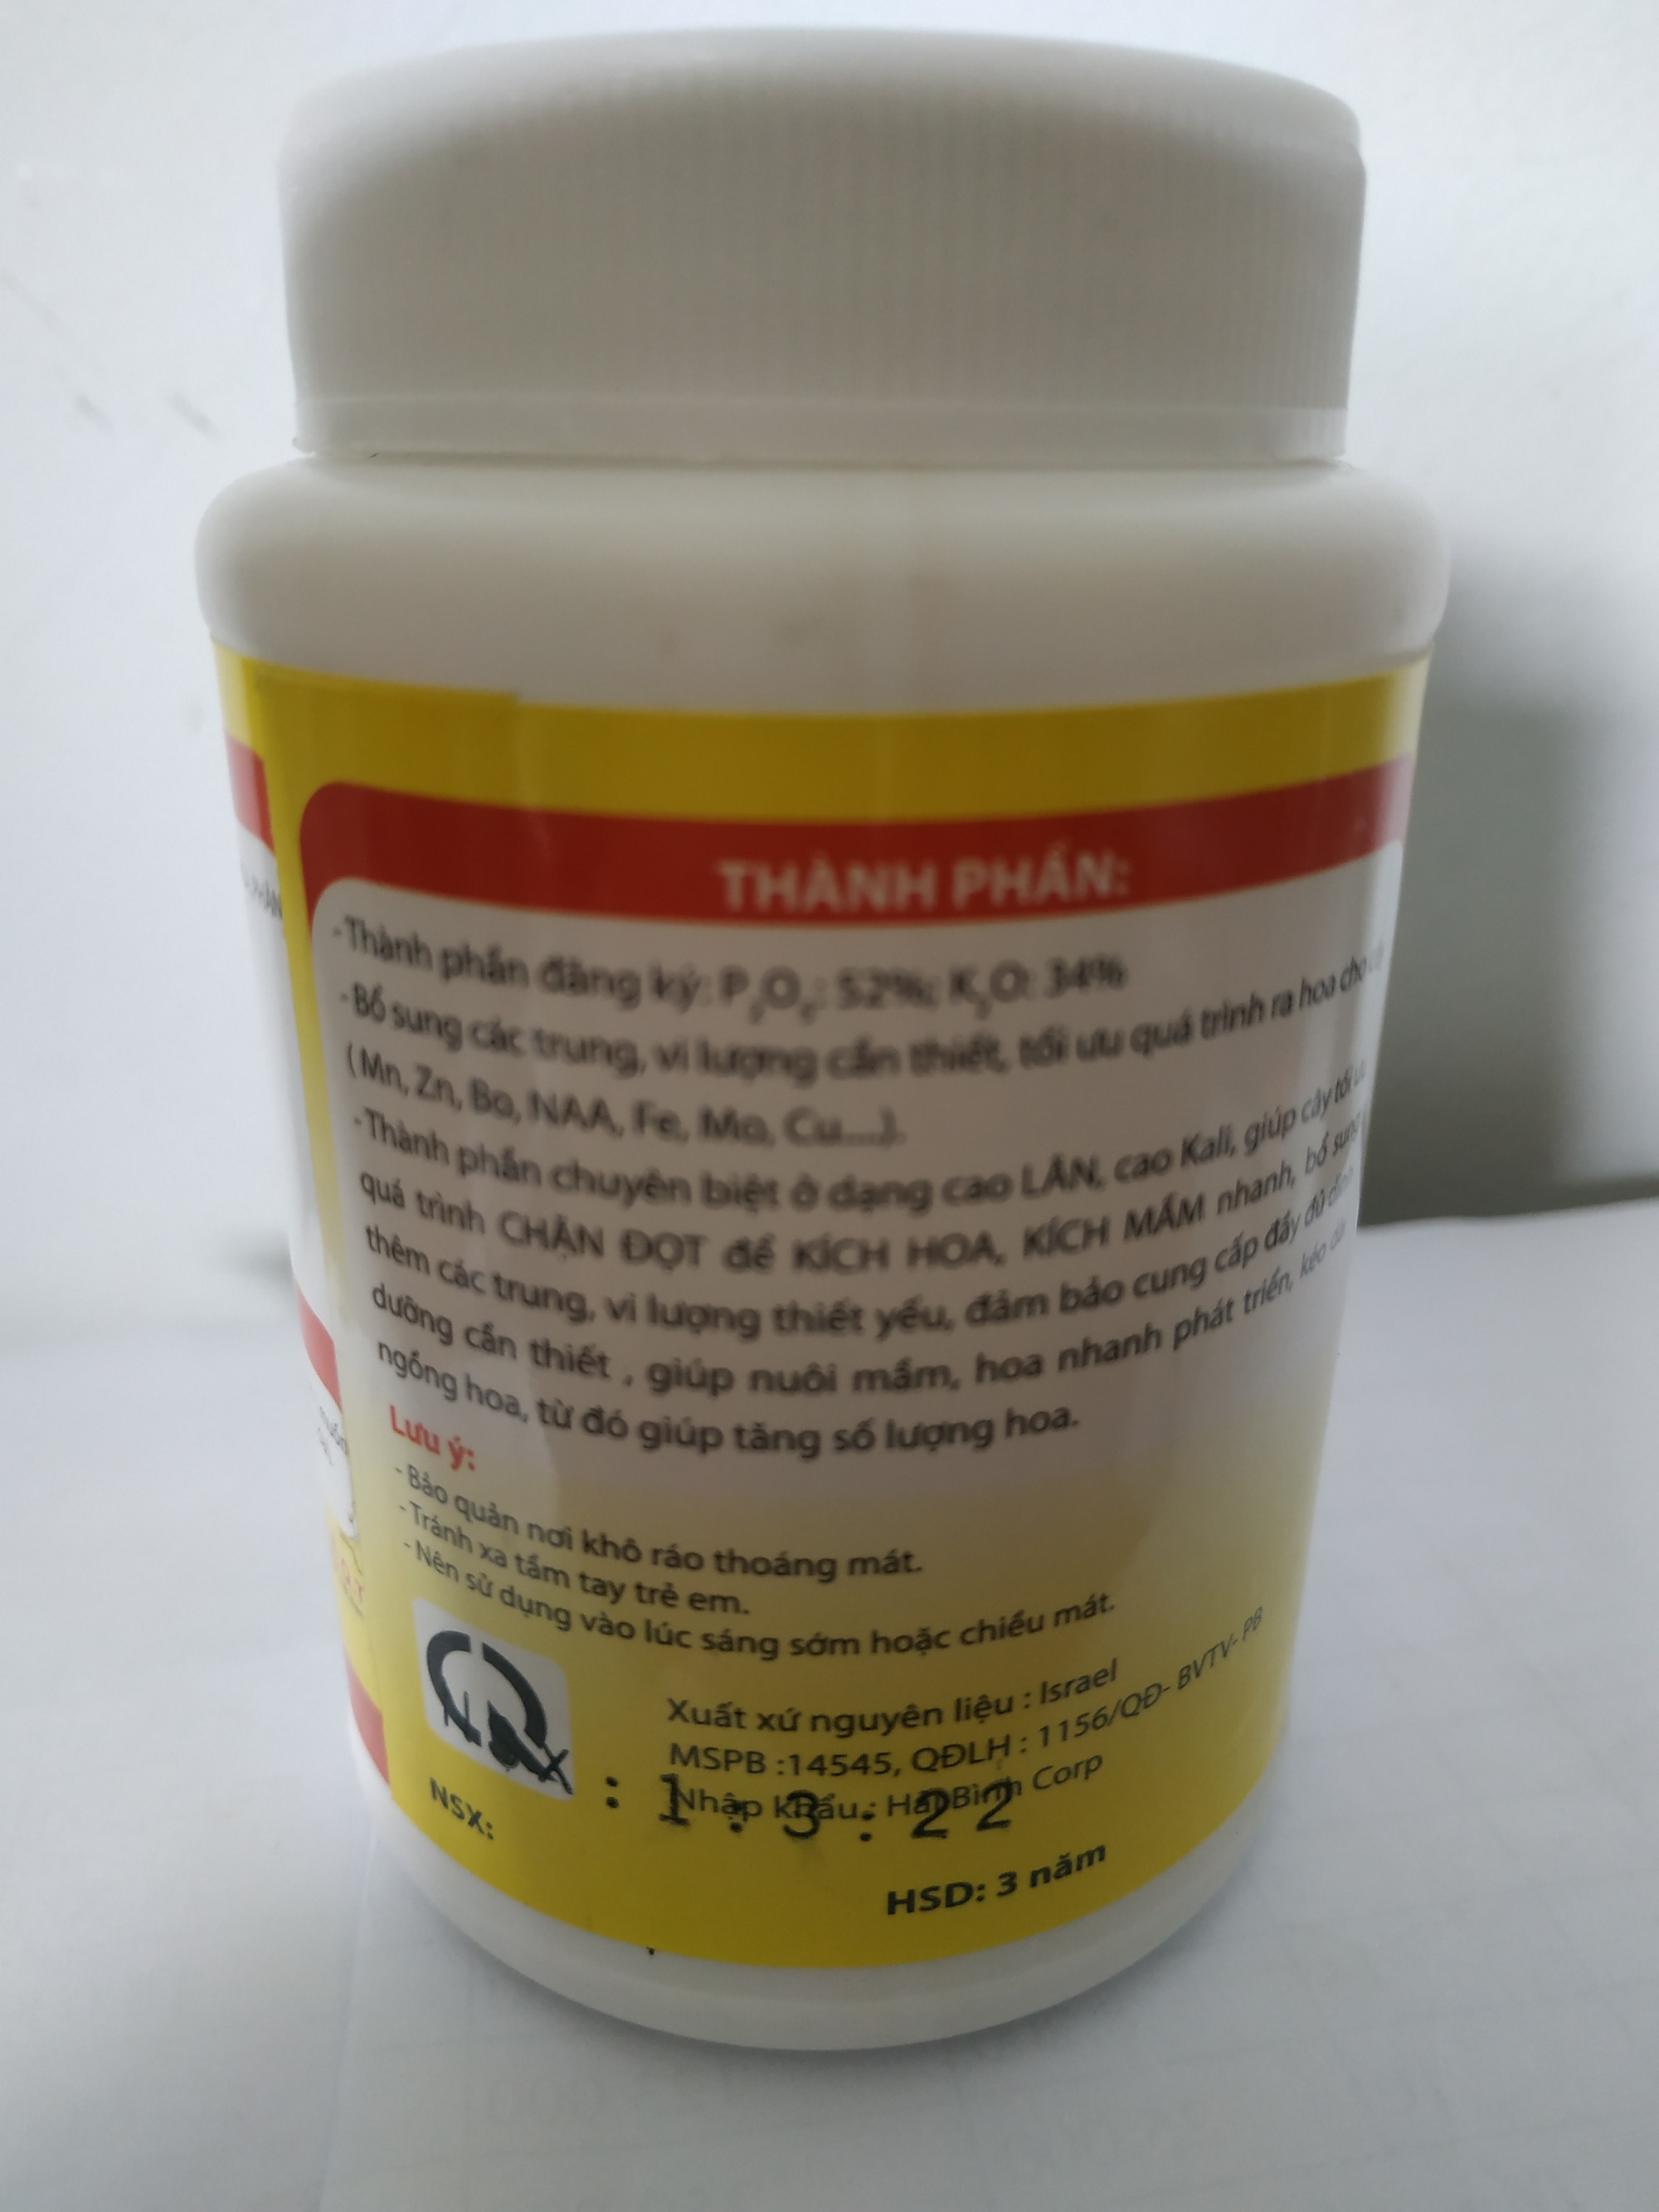 THÀNH PHẦN:
- Thành phần đăng ký: P2O5: 52%; K2O: 34%
- Bổ sung các trung, vi lượng cần thiết, tối ưu quá trình ra hoa cho
( Mn, Zn, Bo, NAA, Fe, Mo, Cu....).
- Thành phần chuyên biệt ở dạng cao LÂN, cao Kali, giúp cây tối ưu
quá trình CHẶN ĐỌT để KÍCH HOA, KÍCH MẦM nhanh, bổ sung
thêm các trung, vi lượng thiết yếu, đảm bảo cung cấp đầy đủ
dưỡng cần thiết , giúp nuôi mầm, hoa nhanh phát triển, kéo
ngồng hoa, từ đó giúp tăng số lượng hoa.
Lưu ý:
- Bảo quản nơi khô ráo thoáng mát.
- Tránh xa tầm tay trẻ em.
- Nên sử dụng vào lúc sáng sớm hoặc chiều mát.
Xuất xứ nguyên liệu : Israel
MSPB :14545, QĐLH : 1156/QĐ- BVTV- PB
Nhập khẩu : Hải Bình Corp
NSX:
: 1 : 3 : 22
HSD: 3 năm